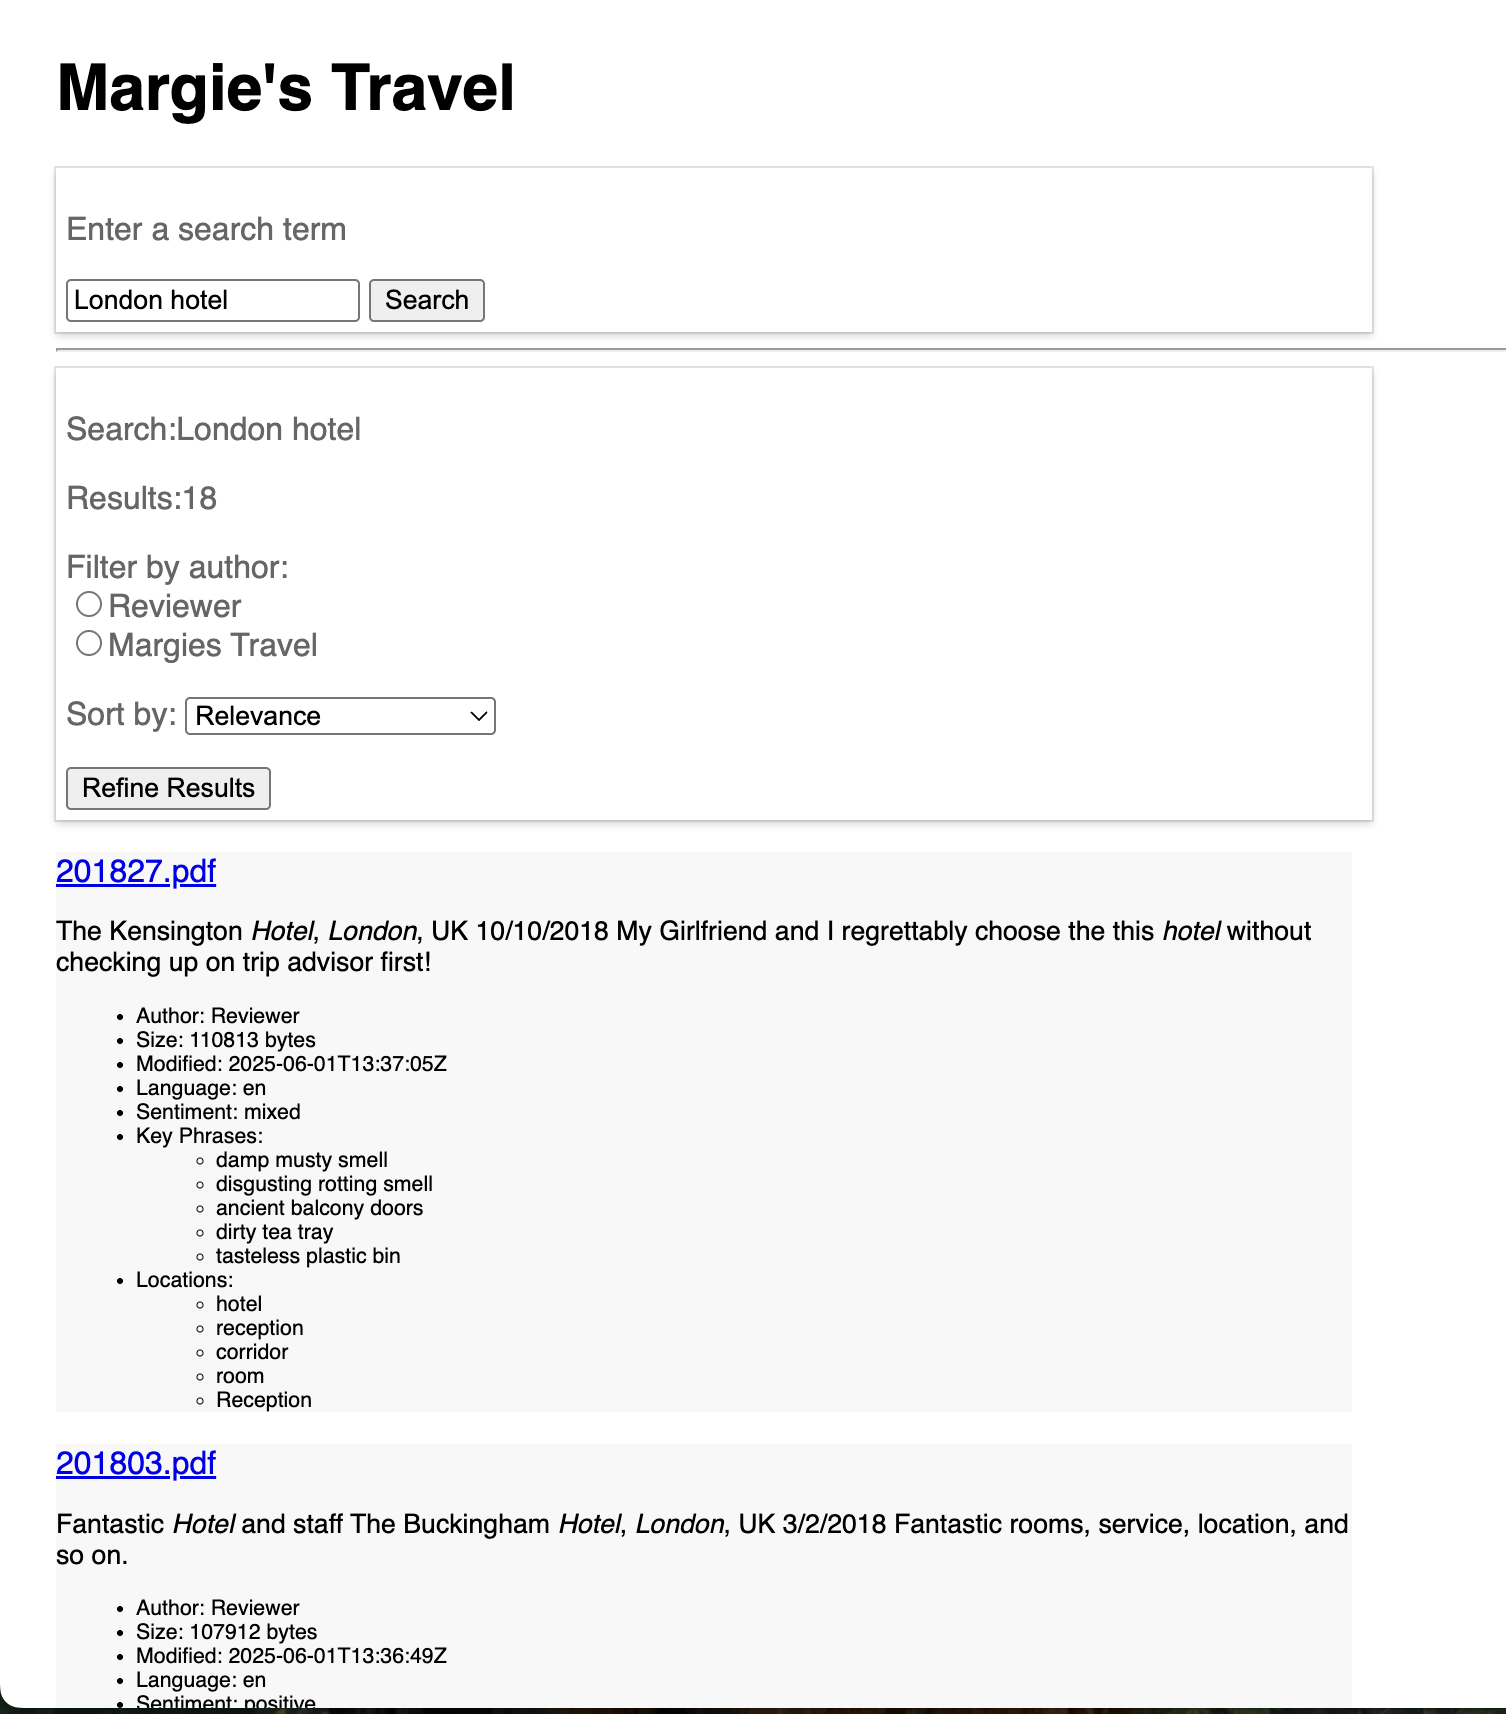 Margie's Travel
Enter a search term
London hotel Search
Search:London hotel
Results:18
Filter by author:
Reviewer
Margies Travel
Sort by: Relevance
Refine Results
201827.pdf
The Kensington Hotel, London, UK 10/10/2018 My Girlfriend and I regrettably choose the this hotel without
checking up on trip advisor first!
Author: Reviewer
Size: 110813 bytes
Modified: 2025-06-01T13:37:05Z
Language: en
Sentiment: mixed
Key Phrases:
damp musty smell
disgusting rotting smell
ancient balcony doors
dirty tea tray
tasteless plastic bin
Locations:
hotel
reception
corridor
room
Reception
201803.pdf
Fantastic Hotel and staff The Buckingham Hotel, London, UK 3/2/2018 Fantastic rooms, service, location, and
so on.
Author: Reviewer
Size: 107912 bytes
Modified: 2025-06-01T13:36:49Z
Language: en
Sentiment: positive